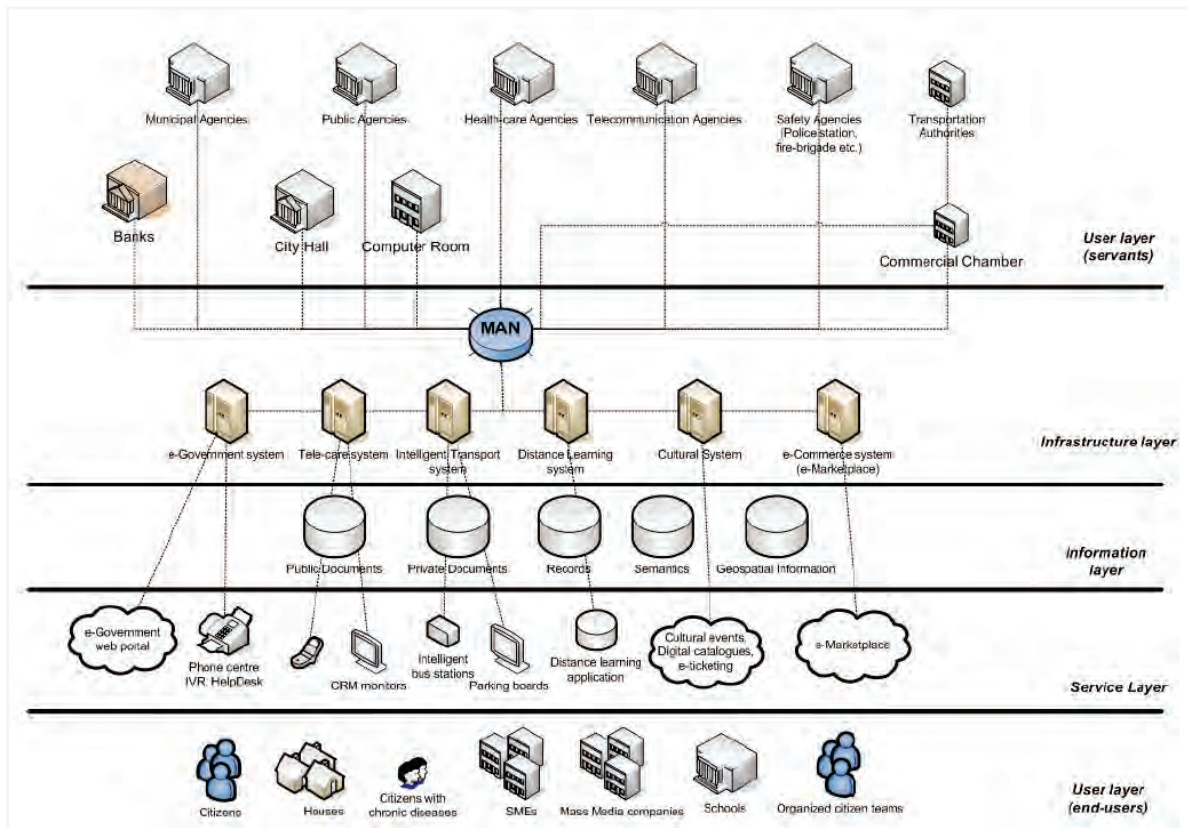 Municipal Agencies
Public Agencies
Health-care Agencies
Telecommunication Agencies
Safety Agencies
(Police station,
fire-brigade etc.)
Transportation
Authorities
Banks
City Hall
Computer Room
Commercial Chamber
User layer
(servants)
MAN
e-Government system
Tele-care system
Intelligent Transport
system
Distance Learning
system
Cultural System
e-Commerce system
(e-Marketplace)
Infrastructure layer
Public Documents
Private Documents
Records
Semantics
Geospatial Information
Information
layer
e-Government
web portal
Phone centre
IVR: HelpDesk
CRM monitors
Intelligent
bus stations
Parking boards
Distance learning
application
Cultural events,
Digital catalogues,
e-ticketing
e-Marketplace
Service Layer
Citizens
Houses
Citizens with
chronic diseases
SMEs
Mass Media companies
Schools
Organized citizen teams
User layer
(end-users)